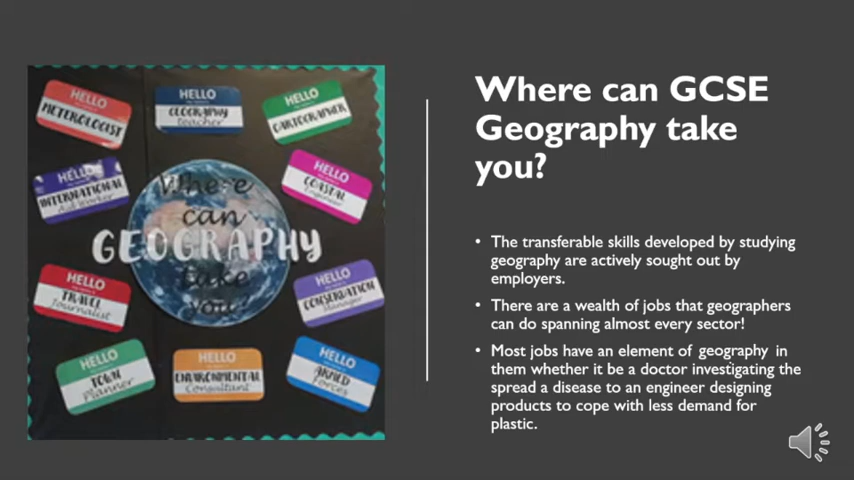 HELLO
METEROLOGIST
HELLO
GEOGRAPHY
teacher
HELLO
CARTOGRAPHER
HELLO
INTERNATIONAL
Aid Worker
HELLO
COASTAL
Engineer
Where
can
GEOGRAPHY
take
you?
HELLO
TRAVEL
Journalist
HELLO
CONSERVATION
Manager
HELLO
TOWN
Planner
HELLO
ENVIRONMENTAL
Consultant
HELLO
ARMED
Forces
Where can GCSE
Geography take
you?
• The transferable skills developed by studying
geography are actively sought out by
employers.
• There are a wealth of jobs that geographers
can do spanning almost every sector!
• Most jobs have an element of geography in
them whether it be a doctor investigating the
spread a disease to an engineer designing
products to cope with less demand for
plastic.